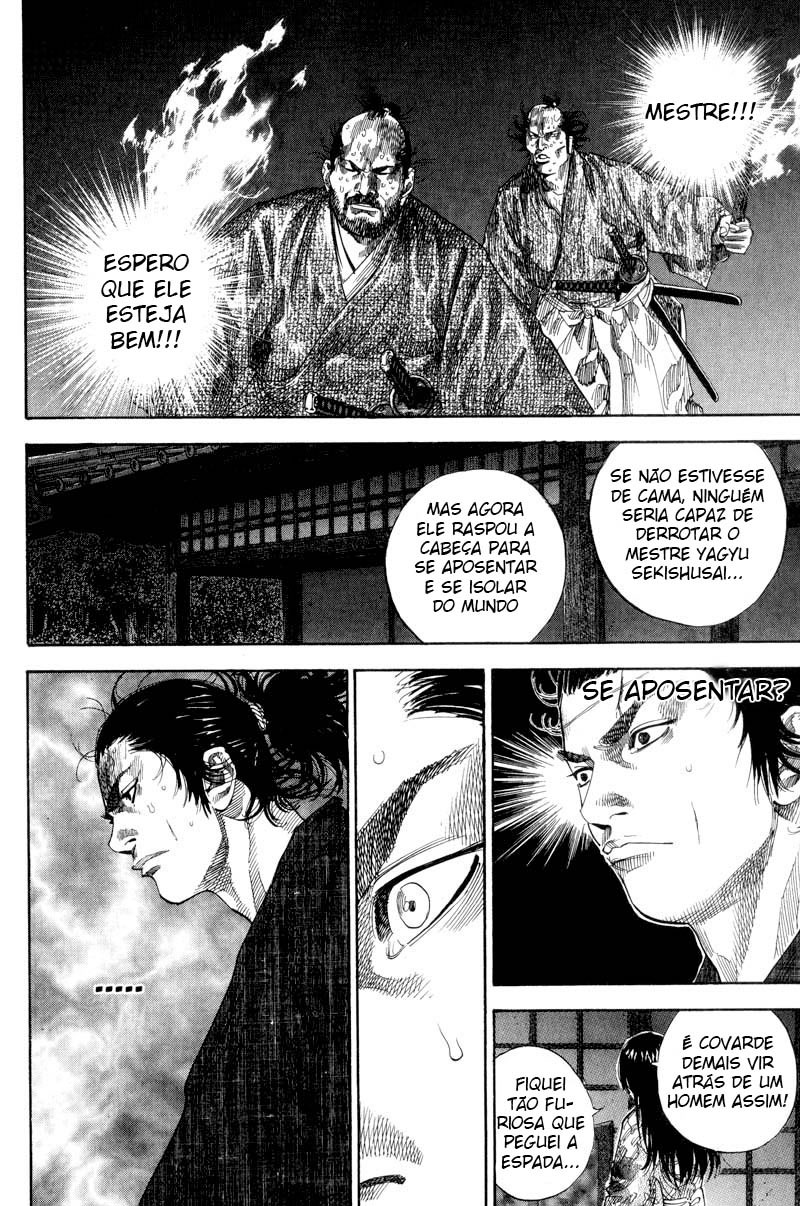 MESTRE!!!
ESPERO
QUE ELE
ESTEJA
BEM!!!
SE NÃO ESTIVESSE
DE CAMA, NINGUÉM
SERIA CAPAZ DE
DERROTAR O
MESTRE YAGYU
SEKISHUSAI...
MAS AGORA
ELE RASPOU A
CABEÇA PARA
SE APOSENTAR
E SE ISOLAR
DO MUNDO
SE APOSENTAR?
.....
É COVARDE
DEMAIS VIR
ATRÁS DE UM
HOMEM ASSIM!
FIQUEI
TÃO FU-
RIOSA QUE
PEGUEI A
ESPADA...